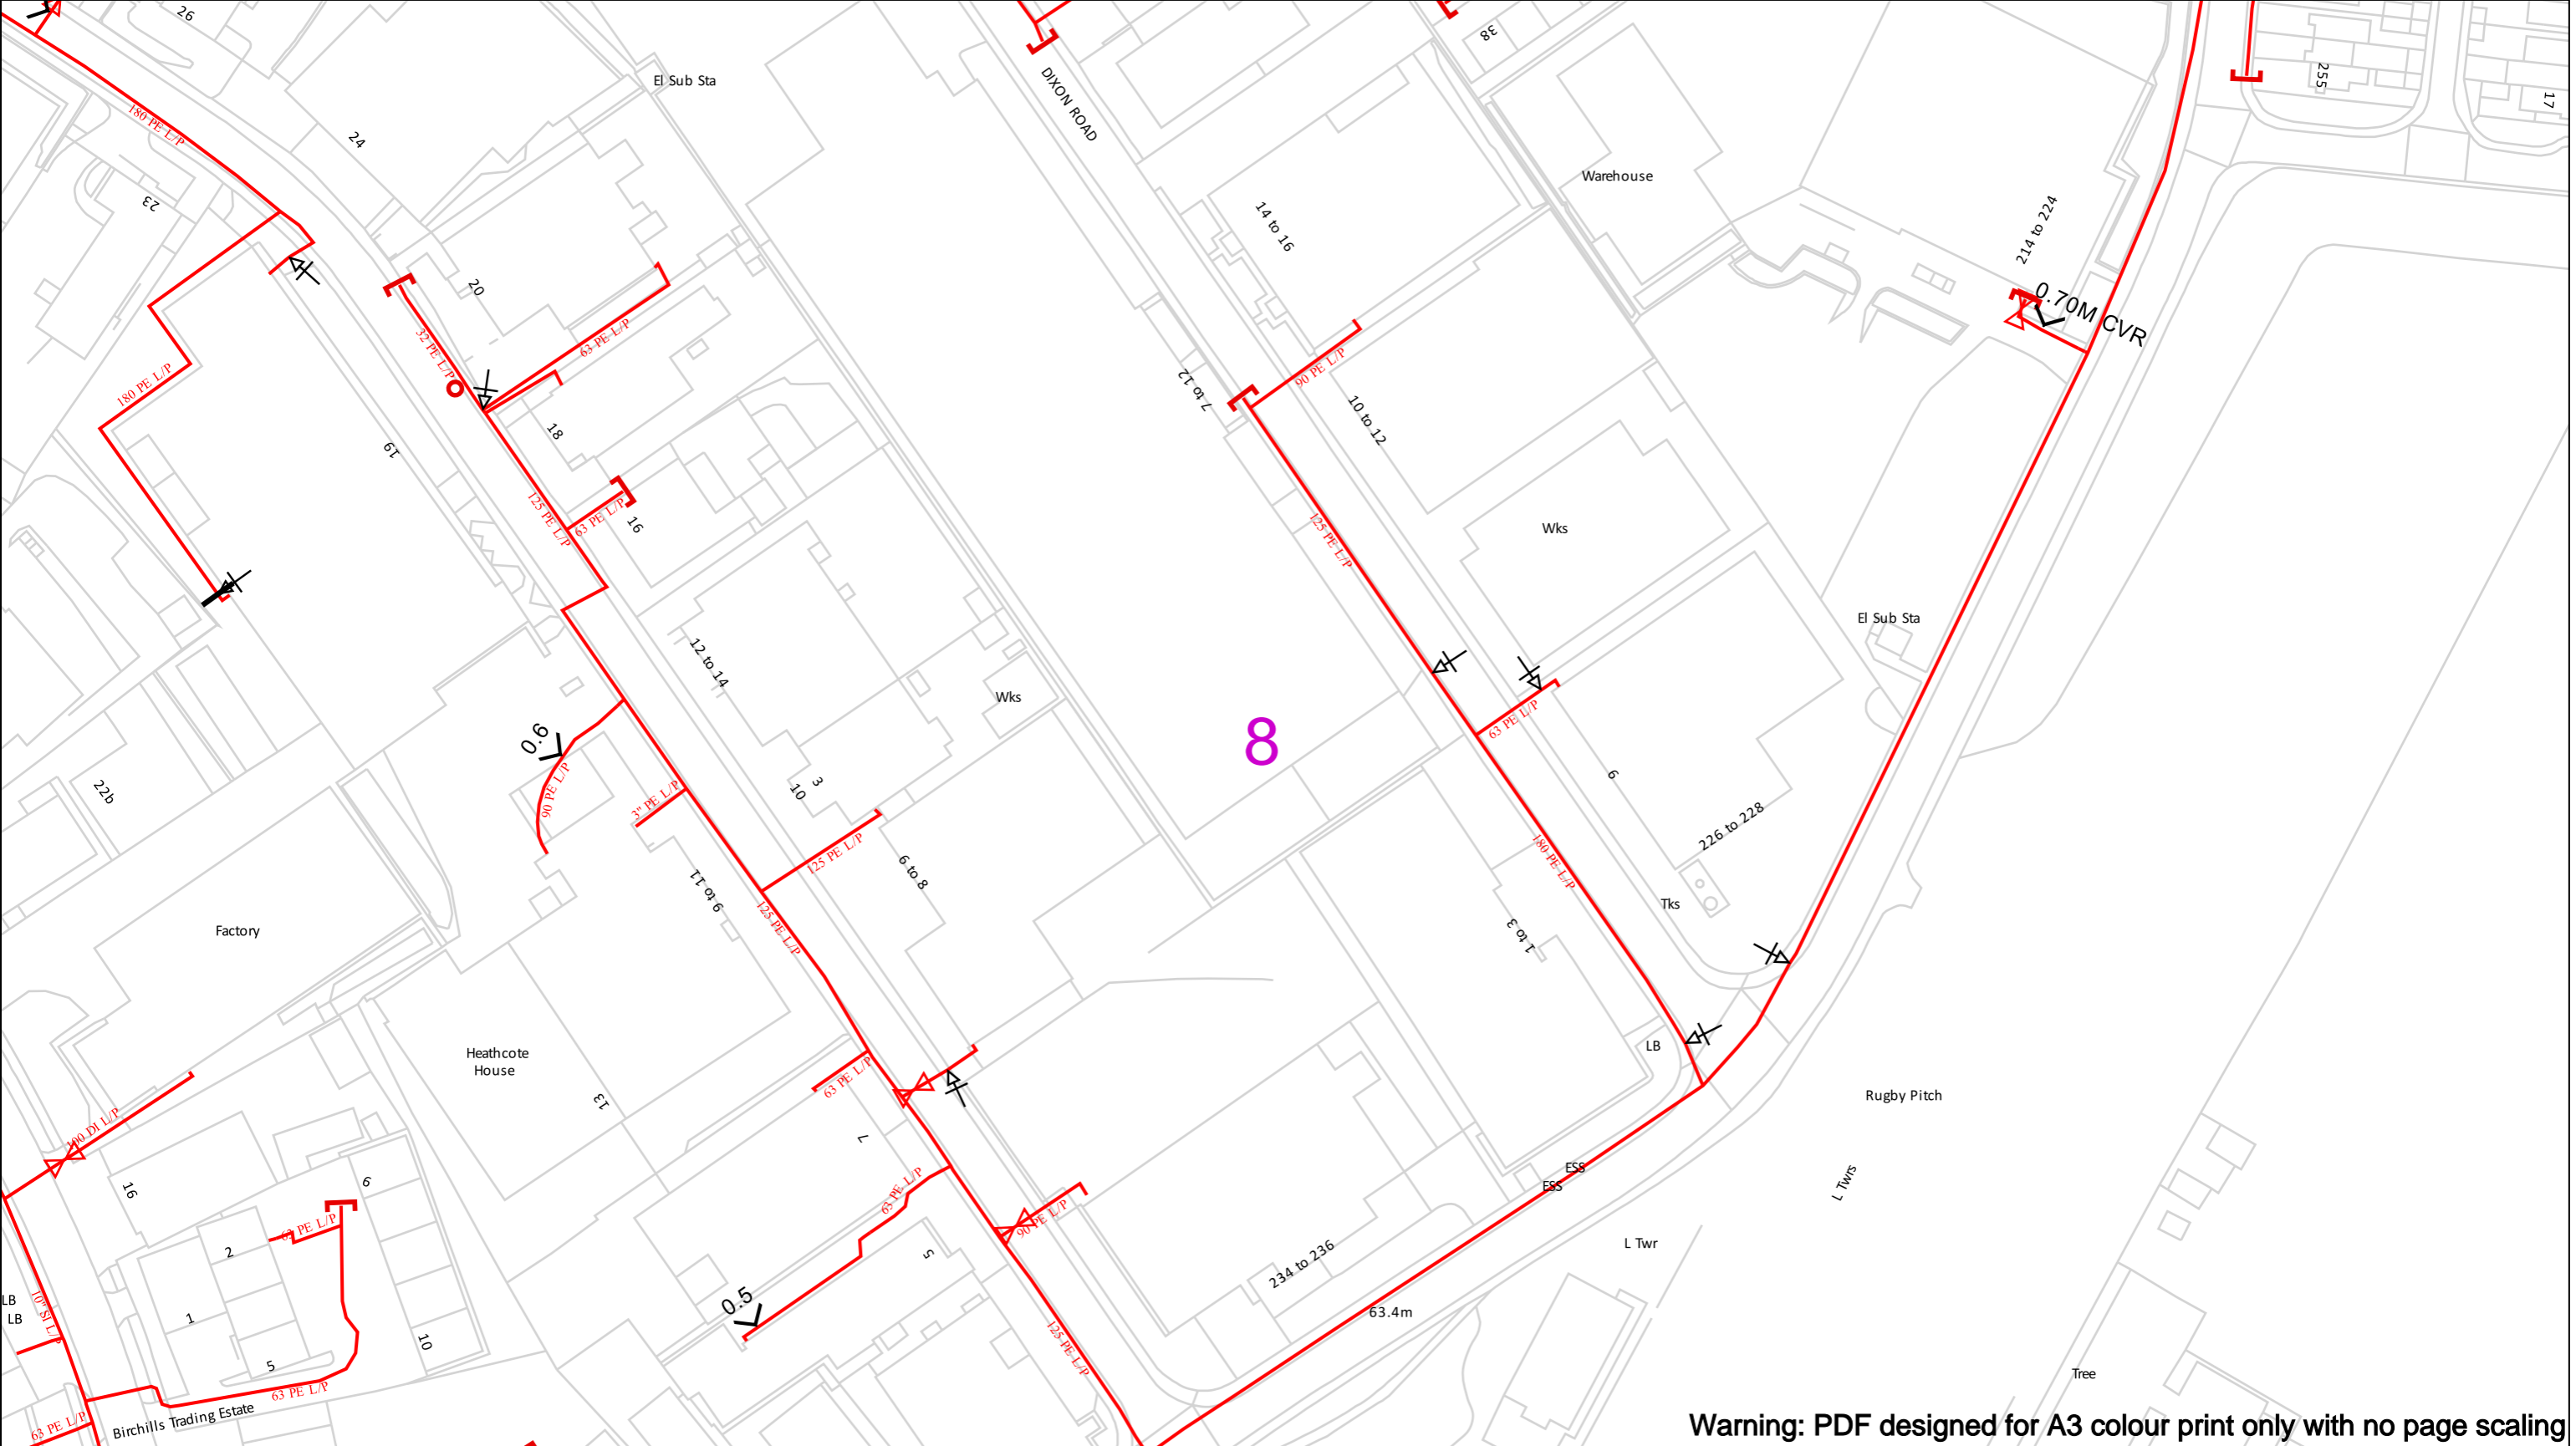 26
El Sub Sta
38
DIXON ROAD
255
17
180 PE L/P
24
23
Warehouse
14 to 16
214 to 224
20
0.70M CVR
32 PE L/P
63 PE L/P
180 PE L/P
90 PE L/P
7 to 12
10 to 12
18
19
125 PE L/P
63 PE L/P
16
125 PE L/P
Wks
El Sub Sta
12 to 14
Wks
63 PE L/P
0.6
8
90 PE L/P
3" PE L/P
3
10
6
22b
226 to 228
125 PE L/P
180 PE L/P
6 to 8
9 to 11
Tks
125 PE L/P
1 to 3
Factory
Heathcote
House
LB
63 PE L/P
13
Rugby Pitch
100 DI L/P
7
ESS
ESS
L Twrs
16
6
63 PE L/P
90 PE L/P
63 PE L/P
2
5
L Twr
234 to 236
0.5
LB
LB
10" SI L/P
1
63.4m
10
125 PE L/P
5
63 PE L/P
Tree
Birchills Trading Estate
63 PE L/P
Warning: PDF designed for A3 colour print only with no page scaling